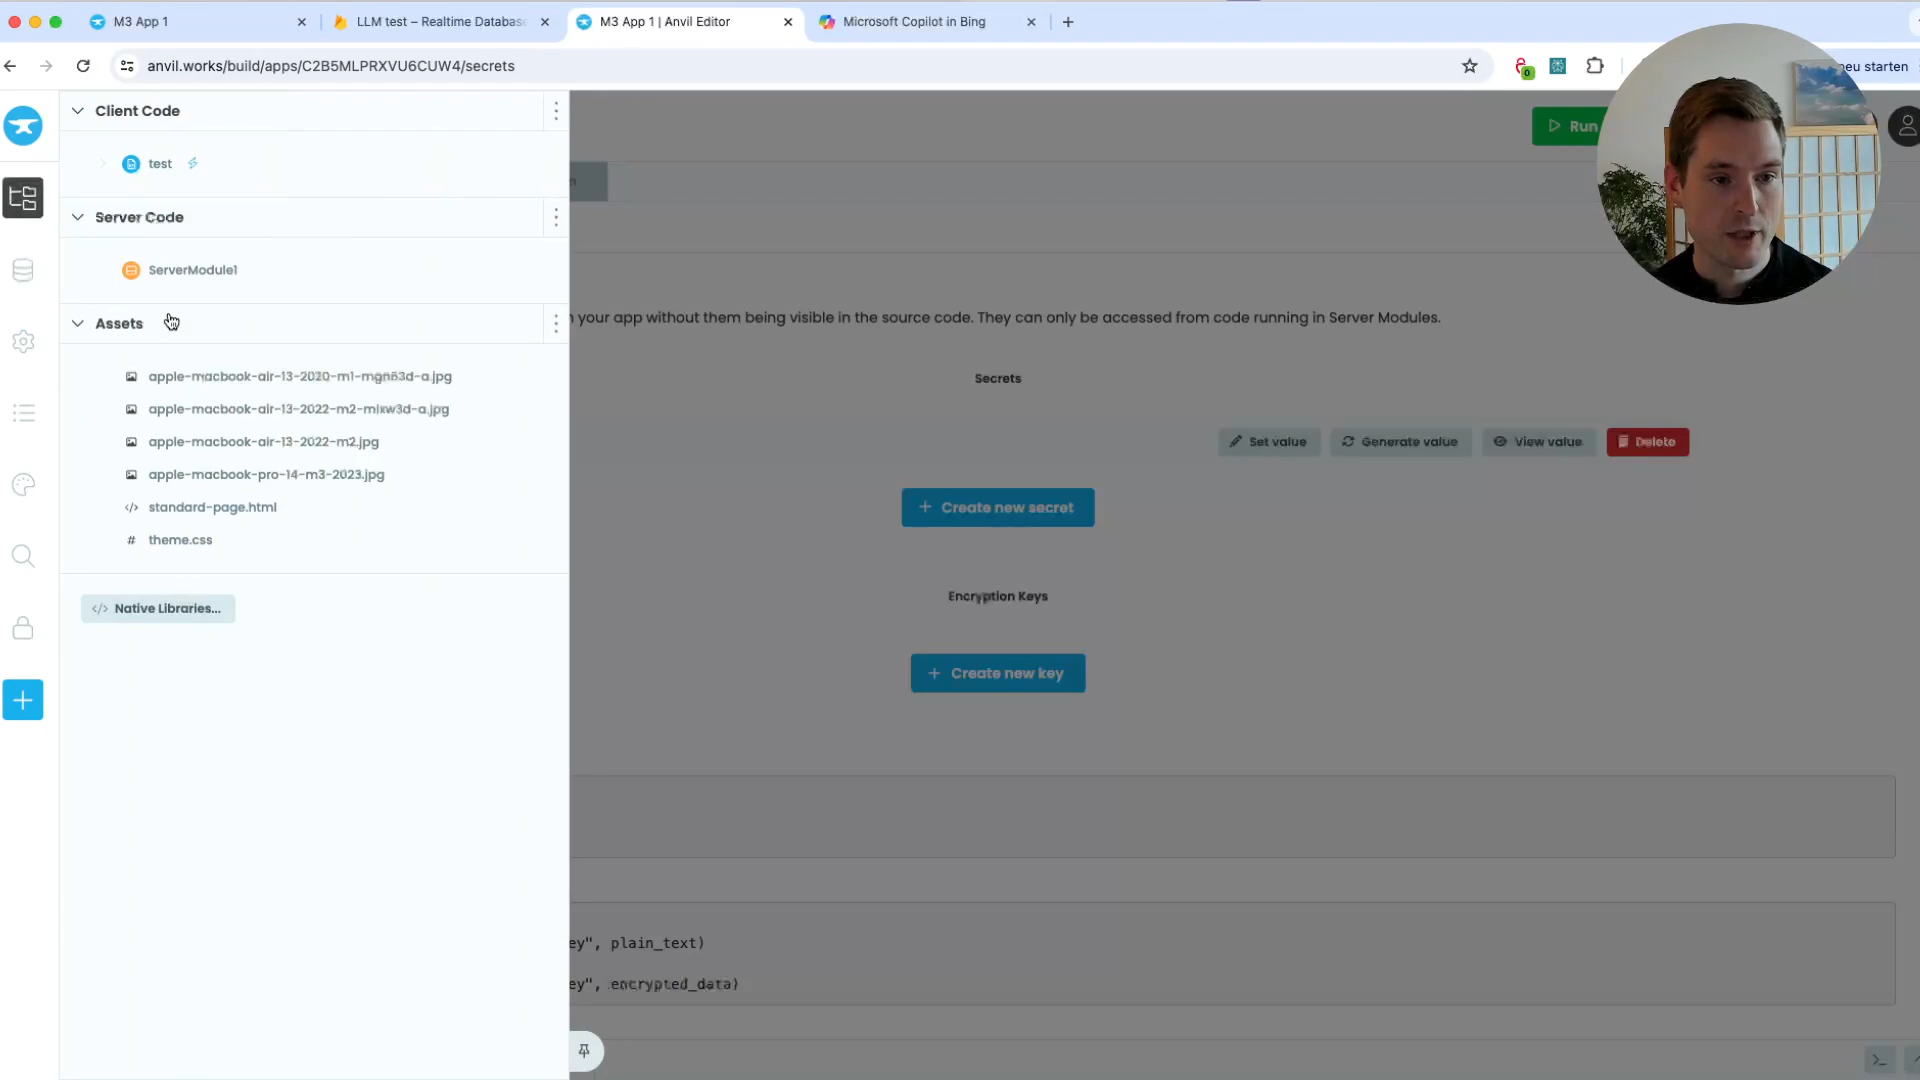 M3 App 1
LLM test – Realtime Database
M3 App 1 | Anvil Editor
Microsoft Copilot in Bing
anvil.works/build/apps/C2B5MLPRXVU6CUW4/secrets
0
neu starten
Client Code
Run
test
Server Code
ServerModule1
Assets
your app without them being visible in the source code. They can only be accessed from code running in Server Modules.
apple-macbook-air-13-2020-m1-mgn63d-a.jpg
Secrets
apple-macbook-air-13-2022-m2-mlxw3d-a.jpg
apple-macbook-air-13-2022-m2.jpg
Set value
Generate value
View value
Delete
apple-macbook-pro-14-m3-2023.jpg
standard-page.html
Create new secret
theme.css
Encryption Keys
Native Libraries...
Create new key
ey", plain_text)
ey", encrypted_data)